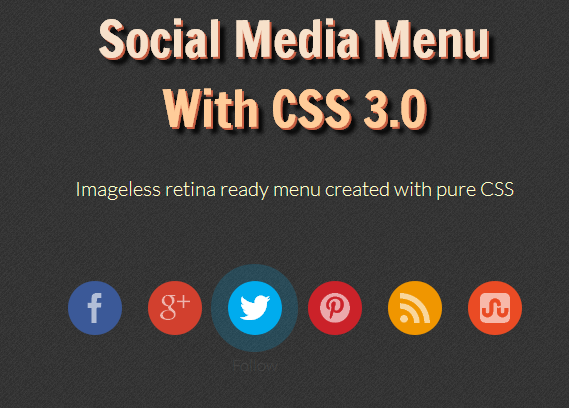 Social Media Menu
With CSS 3.0
Imageless retina ready menu created with pure CSS
f g+
Follow